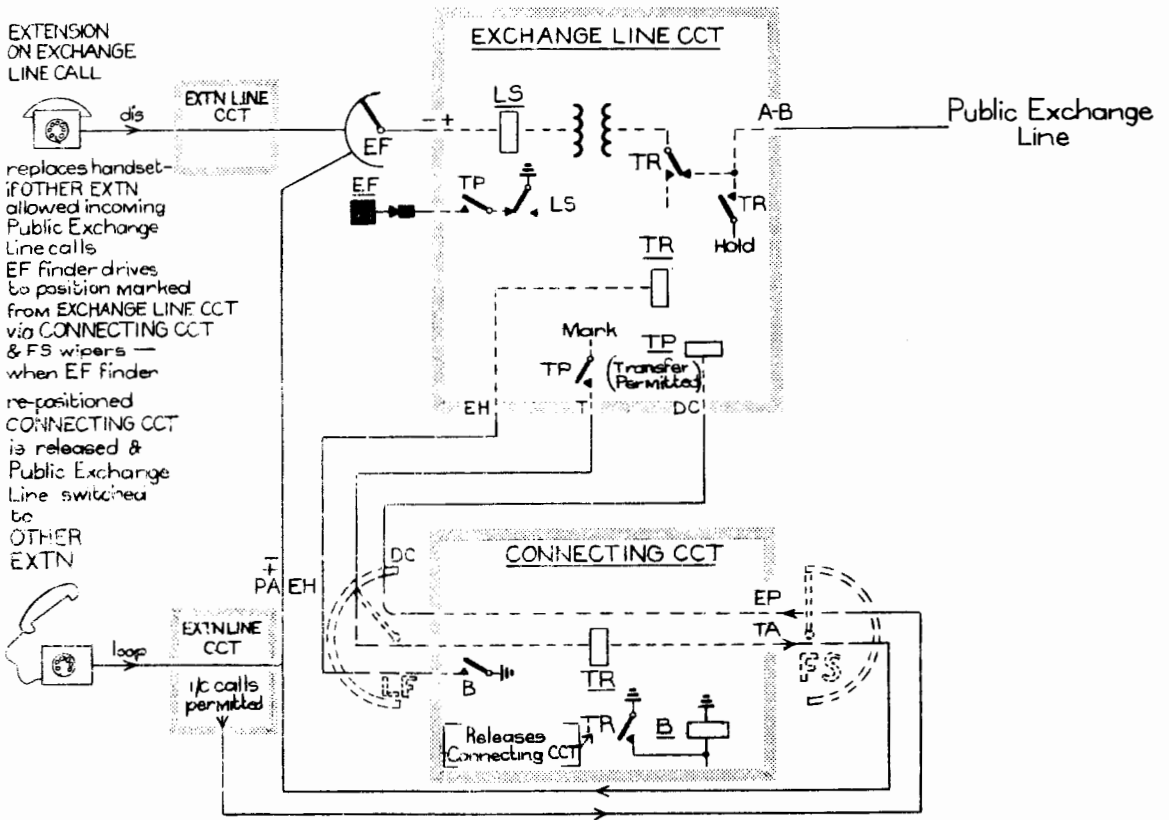 EXTENSION
ON EXCHANGE
LINE CALL
dis
EXTN LINE
CCT
replaces handset-
if OTHER EXTN
allowed incoming
Public Exchange
Line calls
EF finder drives
to position marked
from EXCHANGE LINE CCT
via CONNECTING CCT
& FS wipers —
when EF finder
re-positioned
CONNECTING CCT
is released &
Public Exchange
Line switched
to
OTHER
EXTN
EXCHANGE LINE CCT
LS
- +
EF
EF
TP
LS
TR
TR
Hold
A-B
Public Exchange
Line
TR
Mark
TP
TP
(Transfer
Permitted)
EH
T
DC
CONNECTING CCT
DC
- +
PA
EH
EP
TA
LF
B
TR
FS
TR
B
[Releases
Connecting CCT]
loop
EXTN LINE
CCT
I/c calls
permitted